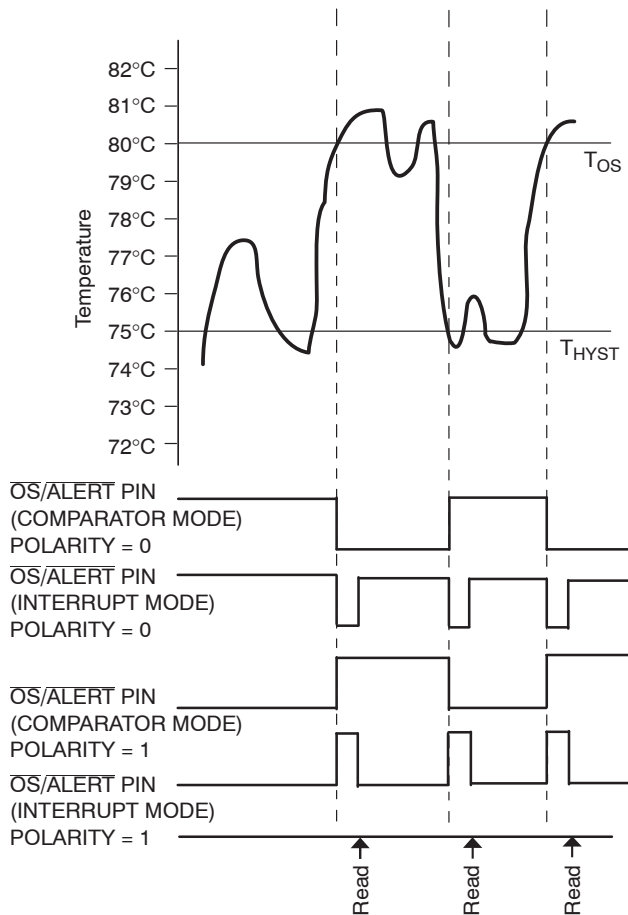 82°C
81°C
80°C
79°C
78°C
77°C
76°C
75°C
74°C
73°C
72°C
Temperature
TOS
THYST
OS/ALERT PIN
(COMPARATOR MODE)
POLARITY = 0
OS/ALERT PIN
(INTERRUPT MODE)
POLARITY = 0
OS/ALERT PIN
(COMPARATOR MODE)
POLARITY = 1
OS/ALERT PIN
(INTERRUPT MODE)
POLARITY = 1
Read
Read
Read